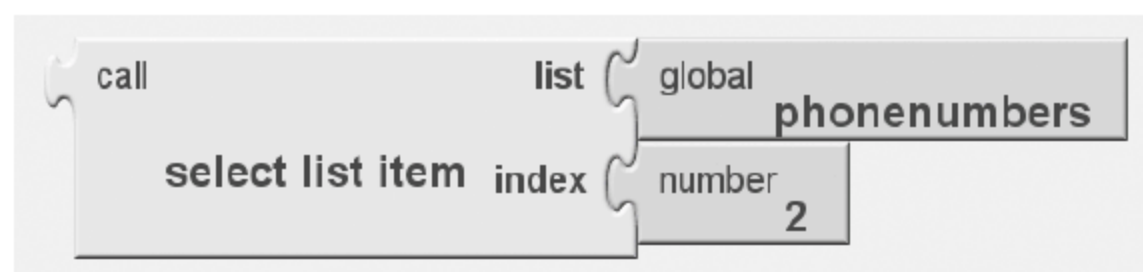 call list global
phonenumbers
select list item index number
2